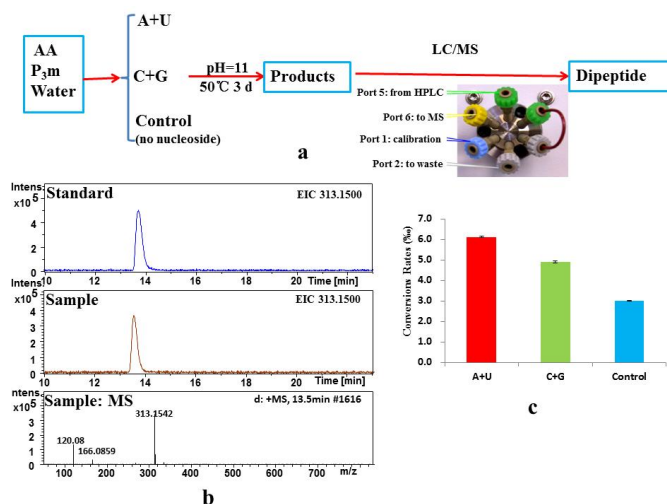 A+U
AA
P3m
Water
C+G
Control
(no nucleoside)
pH=11
50℃ 3 d
Products
LC/MS
Dipeptide
Port 5: from HPLC
Port 6: to MS
Port 1: calibration
Port 2: to waste
a
Intens.
x10^5
Standard
EIC 313.1500
6
4
2
0
10 12 14 16 18 20 22 Time [min]
Intens.
x10^5
Sample
EIC 313.1500
4
3
2
1
0
10 12 14 16 18 20 22 Time [min]
ntens.
x10^5
Sample: MS
d: +MS, 13.5min #1616
3
2
1
0
120.08
166.0859
313.1542
100 200 300 400 500 600 700 m/z
b
Conversions Rates (‰)
7.0
6.0
5.0
4.0
3.0
2.0
1.0
0.0
A+U C+G Control
c